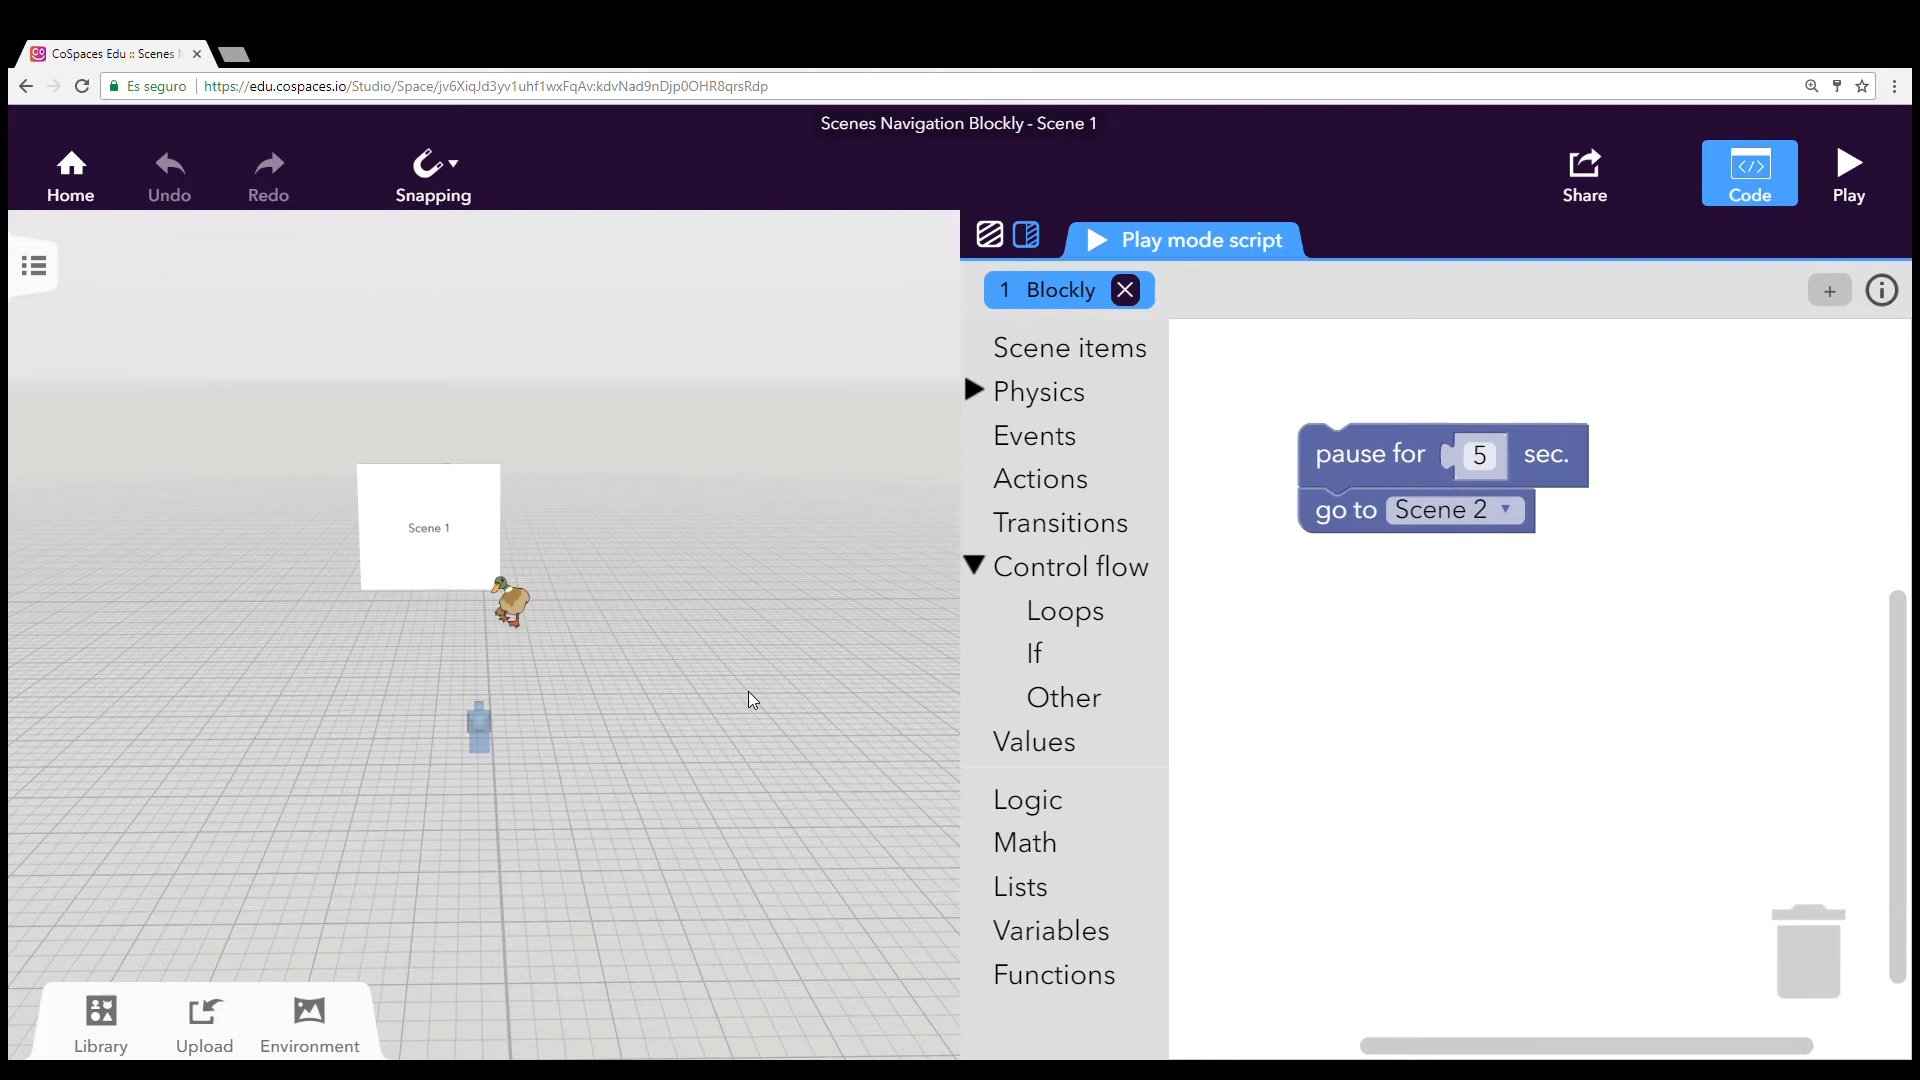 CoSpaces Edu :: Scenes
Es seguro
https://edu.cospaces.io/Studio/Space/jv6XiqJd3yv1uhf1wxFqAv:kdvNad9nDjp0OHR8qrsRdp
Scenes Navigation Blockly - Scene 1
Home
Undo
Redo
Snapping
Share
Code
Play
Play mode script
1 Blockly
+
Scene items
Physics
Events
Actions
Transitions
Control flow
Loops
If
Other
Values
Logic
Math
Lists
Variables
Functions
pause for 5 sec.
go to Scene 2
Scene 1
Library
Upload
Environment